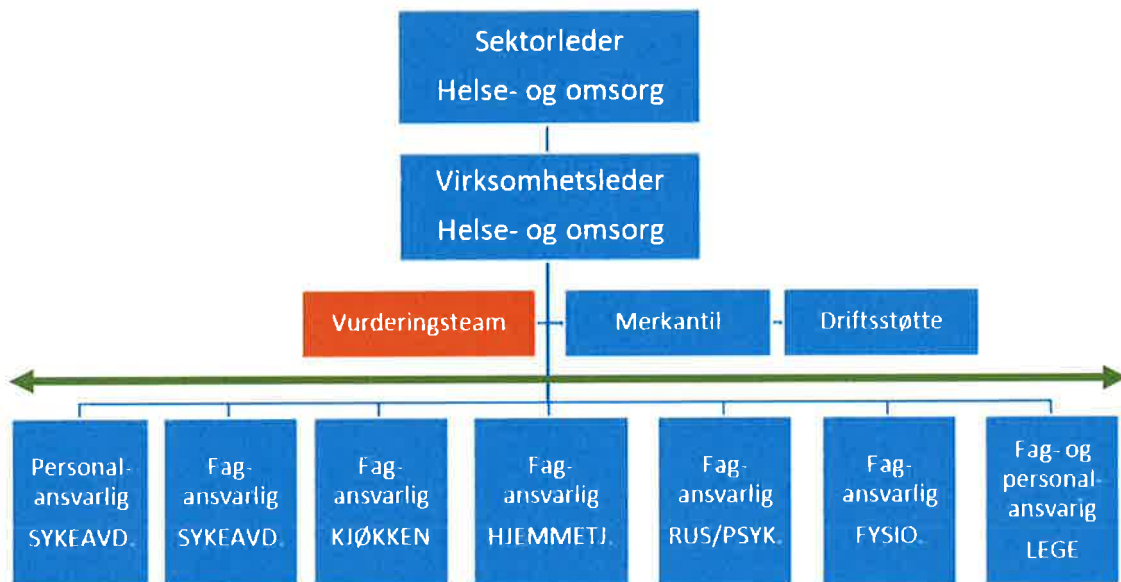 Sektorleder
Helse- og omsorg
Virksomhetsleder
Helse- og omsorg
Vurderingsteam
Merkantil
Driftsstøtte
Personal-
ansvarlig
SYKEAVD.
Fag-
ansvarlig
SYKEAVD.
Fag-
ansvarlig
KJØKKEN
Fag-
ansvarlig
HJEMMETJ.
Fag-
ansvarlig
RUS/PSYK.
Fag-
ansvarlig
FYSIO.
Fag- og
personal-
ansvarig
LEGE